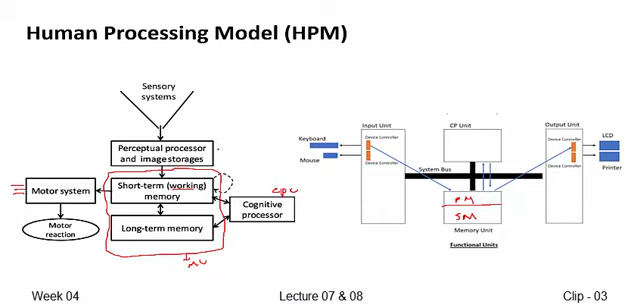 Human Processing Model (HPM)
Sensory
systems
Perceptual processor
and image storages
Motor system
Short-term (working)
memory
CPU
Cognitive
processor
Motor
reaction
Long-term memory
MU
Input Unit
CP Unit
Output Unit
Device Controller
Device Controller
Keyboard
LCD
Device Controller
Device Controller
Mouse
Printer
System Bus
PM
SM
Memory Unit
Functional Units
Week 04
Lecture 07 & 08
Clip - 03